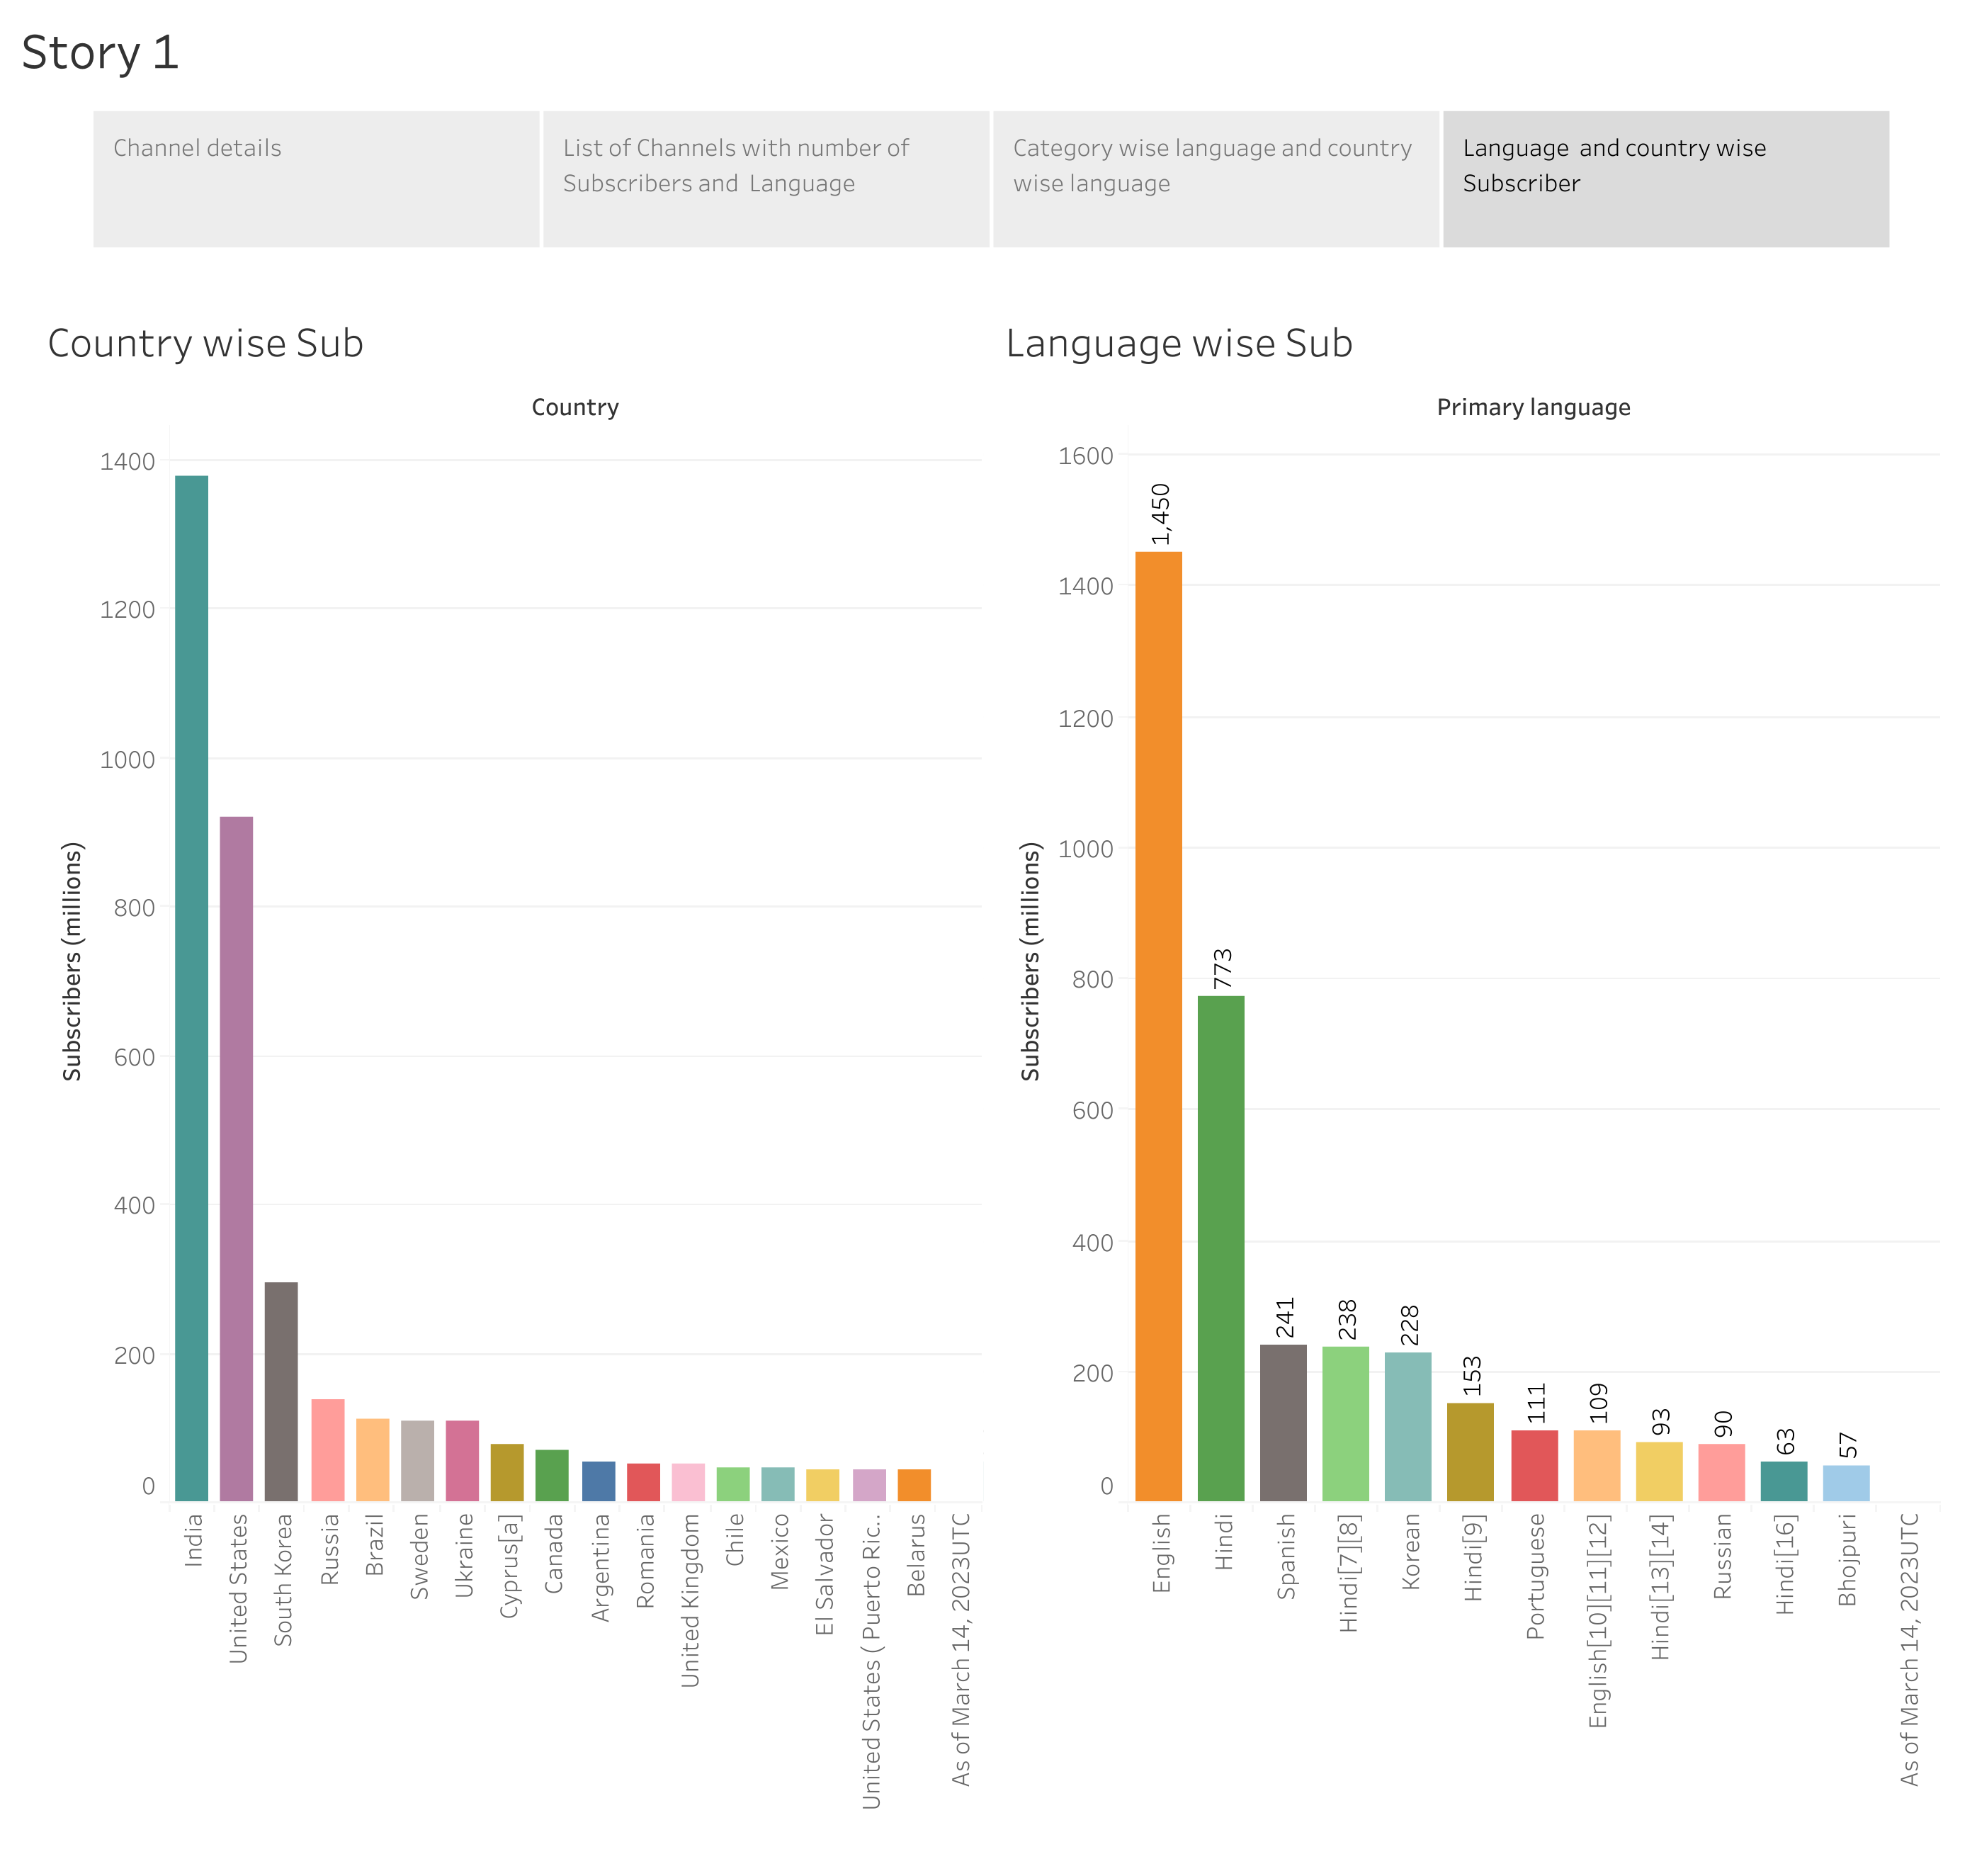 Story 1
Channel details
List of Channels with number of
Subscribers and  Language
Category wise language and country
wise language
Language  and country wise
Subscriber
Country wise Sub
Country
Subscribers (millions)
1400
1200
1000
800
600
400
200
0
India
United States
South Korea
Russia
Brazil
Sweden
Ukraine
Cyprus[a]
Canada
Argentina
Romania
United Kingdom
Chile
Mexico
El Salvador
United States ( Puerto Ric..
Belarus
As of March 14, 2023UTC
Language wise Sub
Primary language
Subscribers (millions)
1600
1400
1200
1000
800
600
400
200
0
1,450
773
241
238
228
153
111
109
93
90
63
57
English
Hindi
Spanish
Hindi[7][8]
Korean
Hindi[9]
Portuguese
English[10][11][12]
Hindi[13][14]
Russian
Hindi[16]
Bhojpuri
As of March 14, 2023UTC